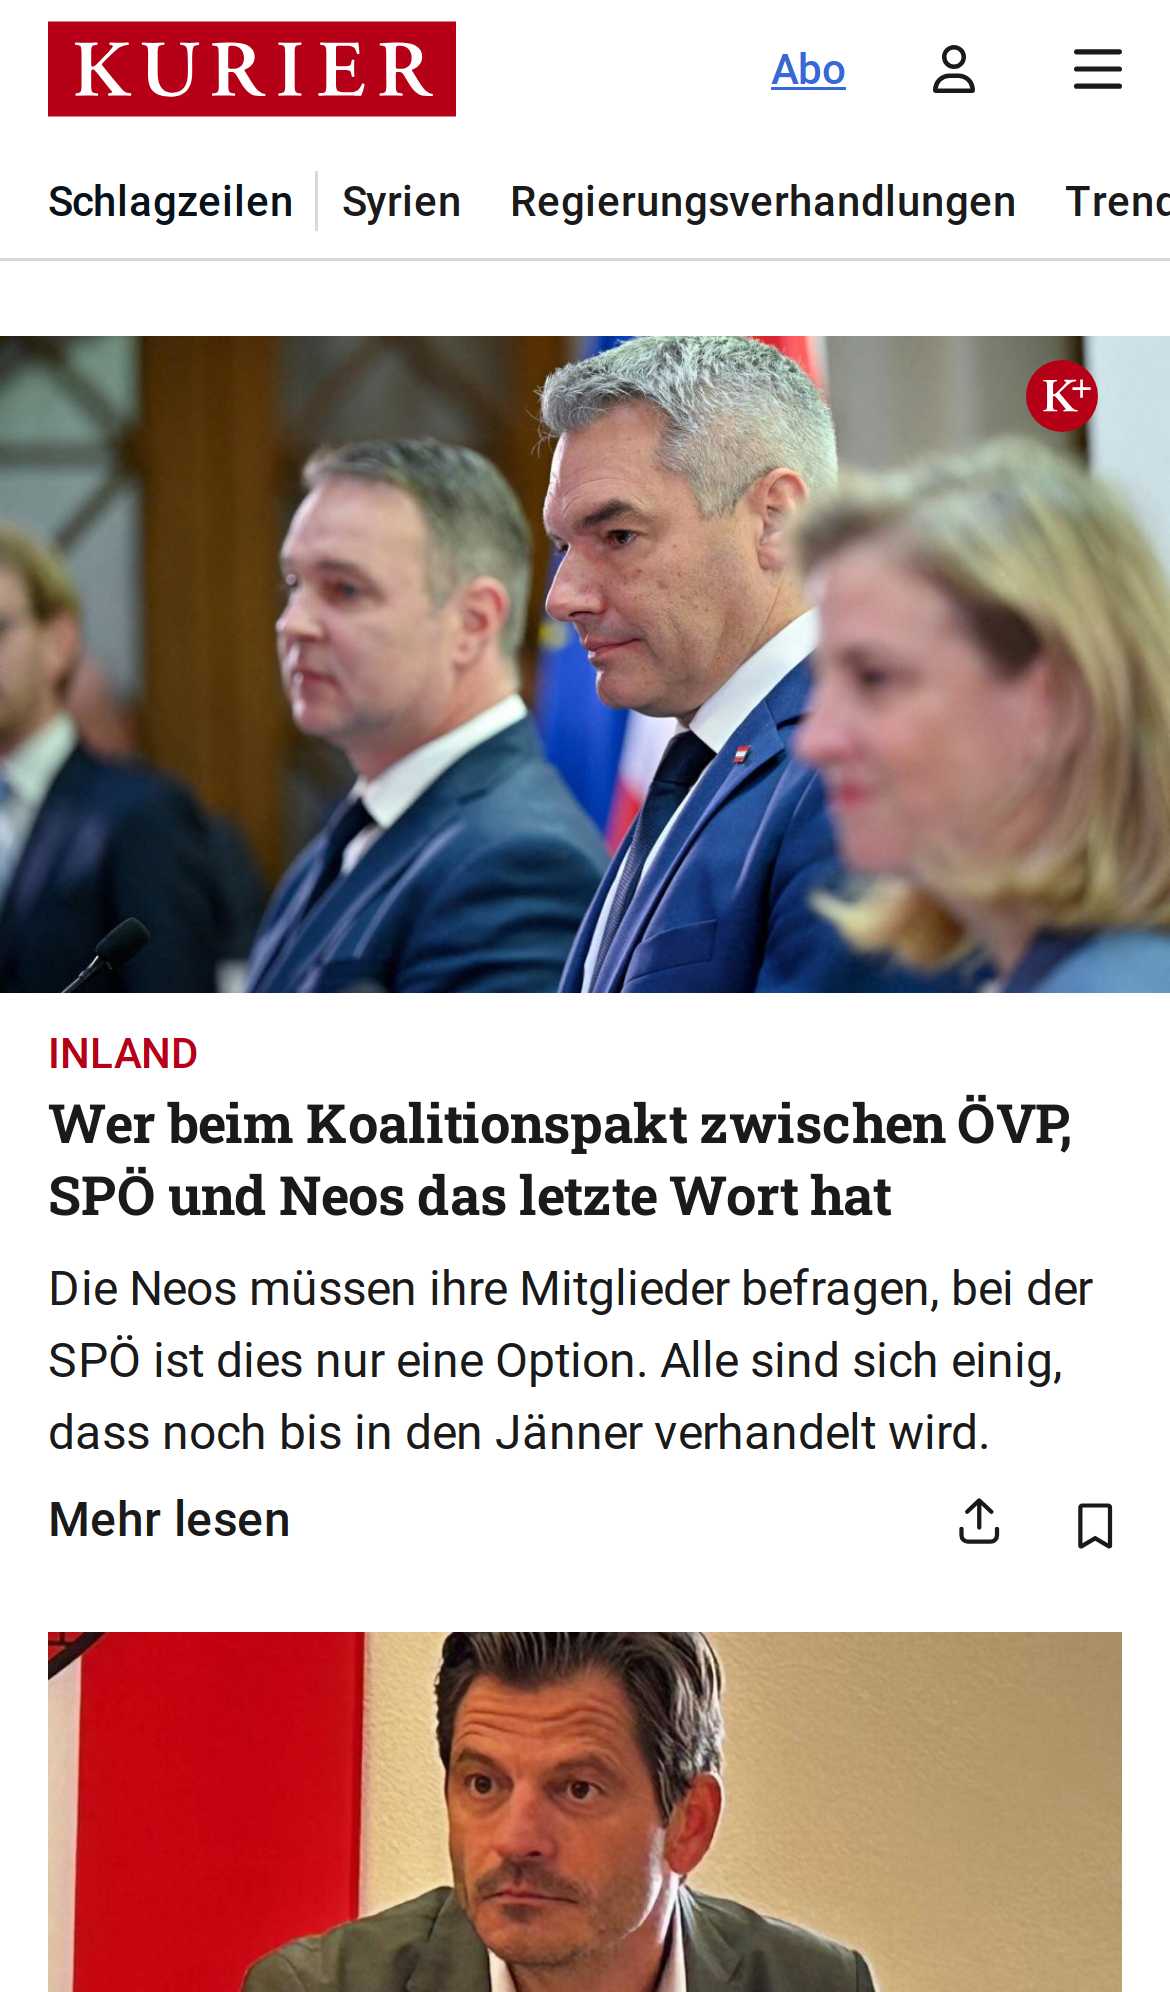 KURIER
Abo
Schlagzeilen
Syrien
Regierungsverhandlungen
K+
INLAND
Wer beim Koalitionspakt zwischen ÖVP,
SPÖ und Neos das letzte Wort hat
Die Neos müssen ihre Mitglieder befragen, bei der
SPÖ ist dies nur eine Option. Alle sind sich einig,
dass noch bis in den Jänner verhandelt wird.
Mehr lesen